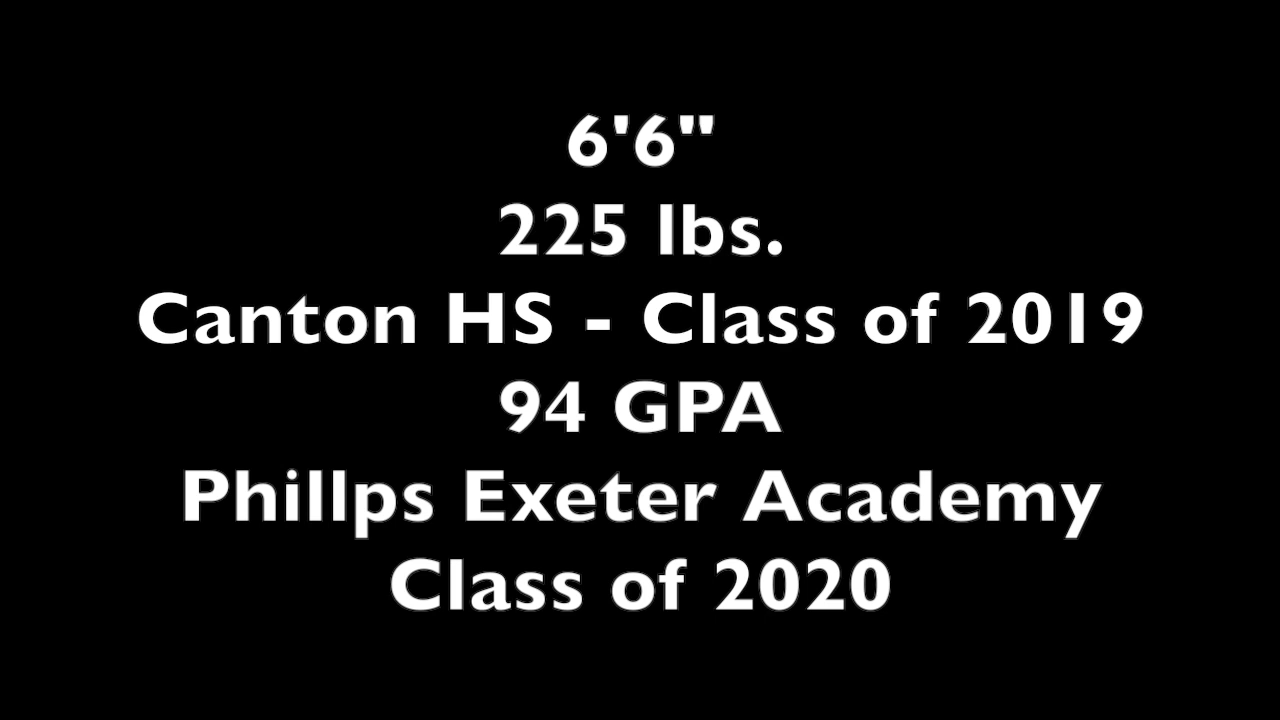 6'6"
225 lbs.
Canton HS - Class of 2019
94 GPA
Phillps Exeter Academy
Class of 2020